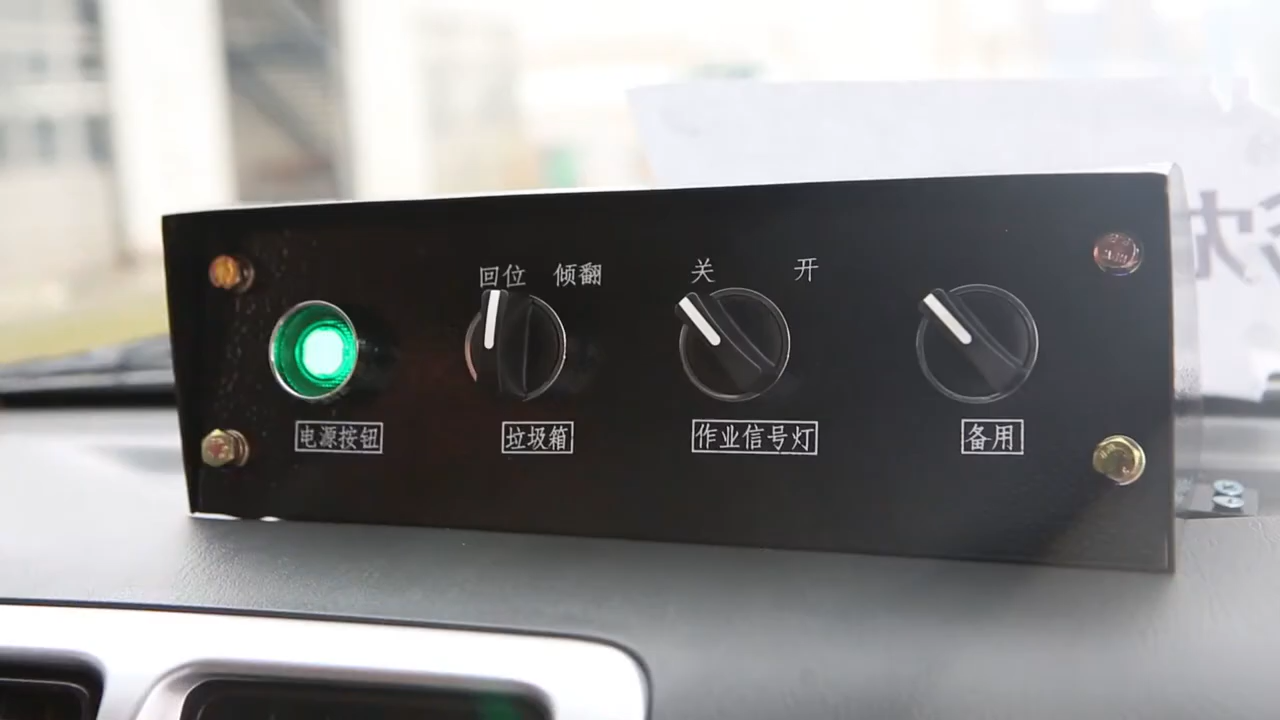 回位 倾翻
关 开
电源按钮
垃圾箱
作业信号灯
备用